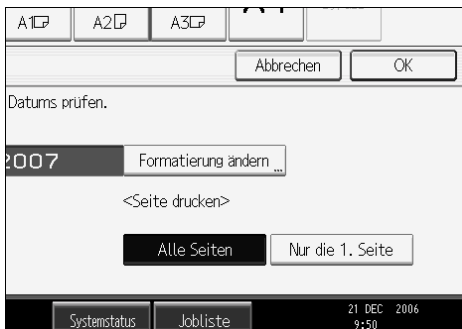 A1 A2 A3
Abbrechen OK
Datums prüfen.
2007 Formatierung ändern...
<Seite drucken>
Alle Seiten Nur die 1. Seite
Systemstatus Jobliste 21 DEC 2006
9:50